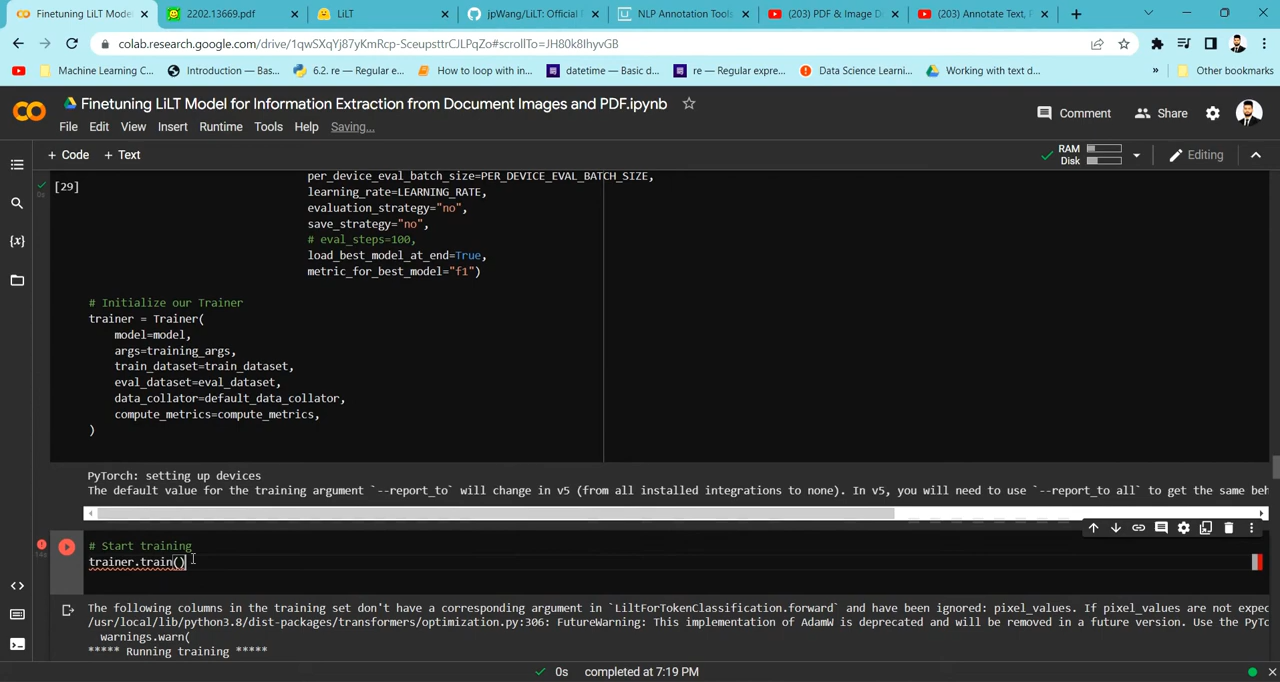 Finetuning LiLT Model
2202.13669.pdf
LiLT
jpWang/LiLT: Official
NLP Annotation Tools
(203) PDF & Image D
(203) Annotate Text,
colab.research.google.com/drive/1qwSXqYj87yKmRcp-SceupsttrCJLPqZo#scrollTo=JH80k8IhyvGB
Machine Learning C...
Introduction — Bas...
6.2. re — Regular e...
How to loop with in...
datetime — Basic d...
re — Regular expre...
Data Science Learni...
Working with text d...
»
Other bookmarks
Finetuning LiLT Model for Information Extraction from Document Images and PDF.ipynb
Comment
Share
File Edit View Insert Runtime Tools Help Saving...
+ Code + Text
RAM
Disk
Editing
[29]
0s
per_device_eval_batch_size=PER_DEVICE_EVAL_BATCH_SIZE,
learning_rate=LEARNING_RATE,
evaluation_strategy="no",
save_strategy="no",
# eval_steps=100,
load_best_model_at_end=True,
metric_for_best_model="f1")
# Initialize our Trainer
trainer = Trainer(
model=model,
args=training_args,
train_dataset=train_dataset,
eval_dataset=eval_dataset,
data_collator=default_data_collator,
compute_metrics=compute_metrics,
)
PyTorch: setting up devices
The default value for the training argument `--report_to` will change in v5 (from all installed integrations to none). In v5, you will need to use `--report_to all` to get the same beh
# Start training
trainer.train()
The following columns in the training set don't have a corresponding argument in `LiltForTokenClassification.forward` and have been ignored: pixel_values. If pixel_values are not expec
/usr/local/lib/python3.8/dist-packages/transformers/optimization.py:306: FutureWarning: This implementation of AdamW is deprecated and will be removed in a future version. Use the PyTo
warnings.warn(
***** Running training *****
0s completed at 7:19 PM